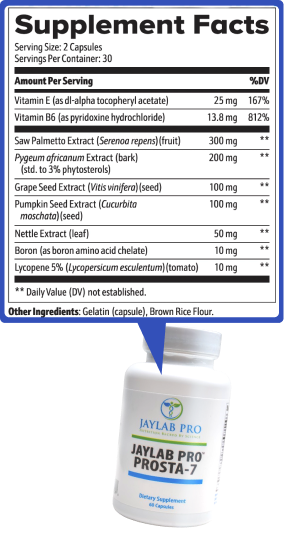 Supplement Facts
Serving Size: 2 Capsules
Servings Per Container: 30
Amount Per Serving %DV
Vitamin E (as dl-alpha tocopheryl acetate) 25 mg 167%
Vitamin B6 (as pyridoxine hydrochloride) 13.8 mg 812%
Saw Palmetto Extract (Serenoa repens)(fruit) 300 mg **
Pygeum africanum Extract (bark) 200 mg **
(std. to 3% phytosterols)
Grape Seed Extract (Vitis vinifera)(seed) 100 mg **
Pumpkin Seed Extract (Cucurbita 100 mg **
moschata)(seed)
Nettle Extract (leaf) 50 mg **
Boron (as boron amino acid chelate) 10 mg **
Lycopene 5% (Lycopersicum esculentum)(tomato) 10 mg **
** Daily Value (DV) not established.
Other Ingredients: Gelatin (capsule), Brown Rice Flour.
JAYLAB PRO
JAYLAB PRO™
PROSTA-7
Dietary Supplement
60 Capsules